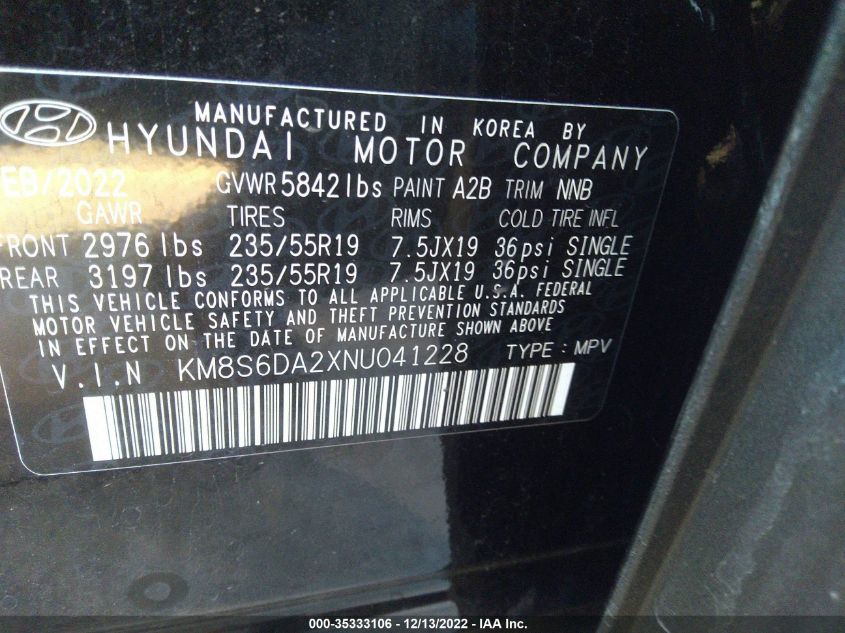 MANUFACTURED IN KOREA BY
HYUNDAI MOTOR COMPANY
EB/2022 GVWR 5842 lbs PAINT A2B TRIM NNB
GAWR TIRES RIMS COLD TIRE INFL
FRONT 2976 lbs 235/55R19 7.5JX19 36psi SINGLE
REAR 3197 lbs 235/55R19 7.5JX19 36psi SINGLE
THIS VEHICLE CONFORMS TO ALL APPLICABLE U.S.A. FEDERAL
MOTOR VEHICLE SAFETY AND THEFT PREVENTION STANDARDS
IN EFFECT ON THE DATE OF MANUFACTURE SHOWN ABOVE
V.I.N KM8S6DA2XNU041228 TYPE : MPV
000-35333106 - 12/13/2022 - IAA Inc.